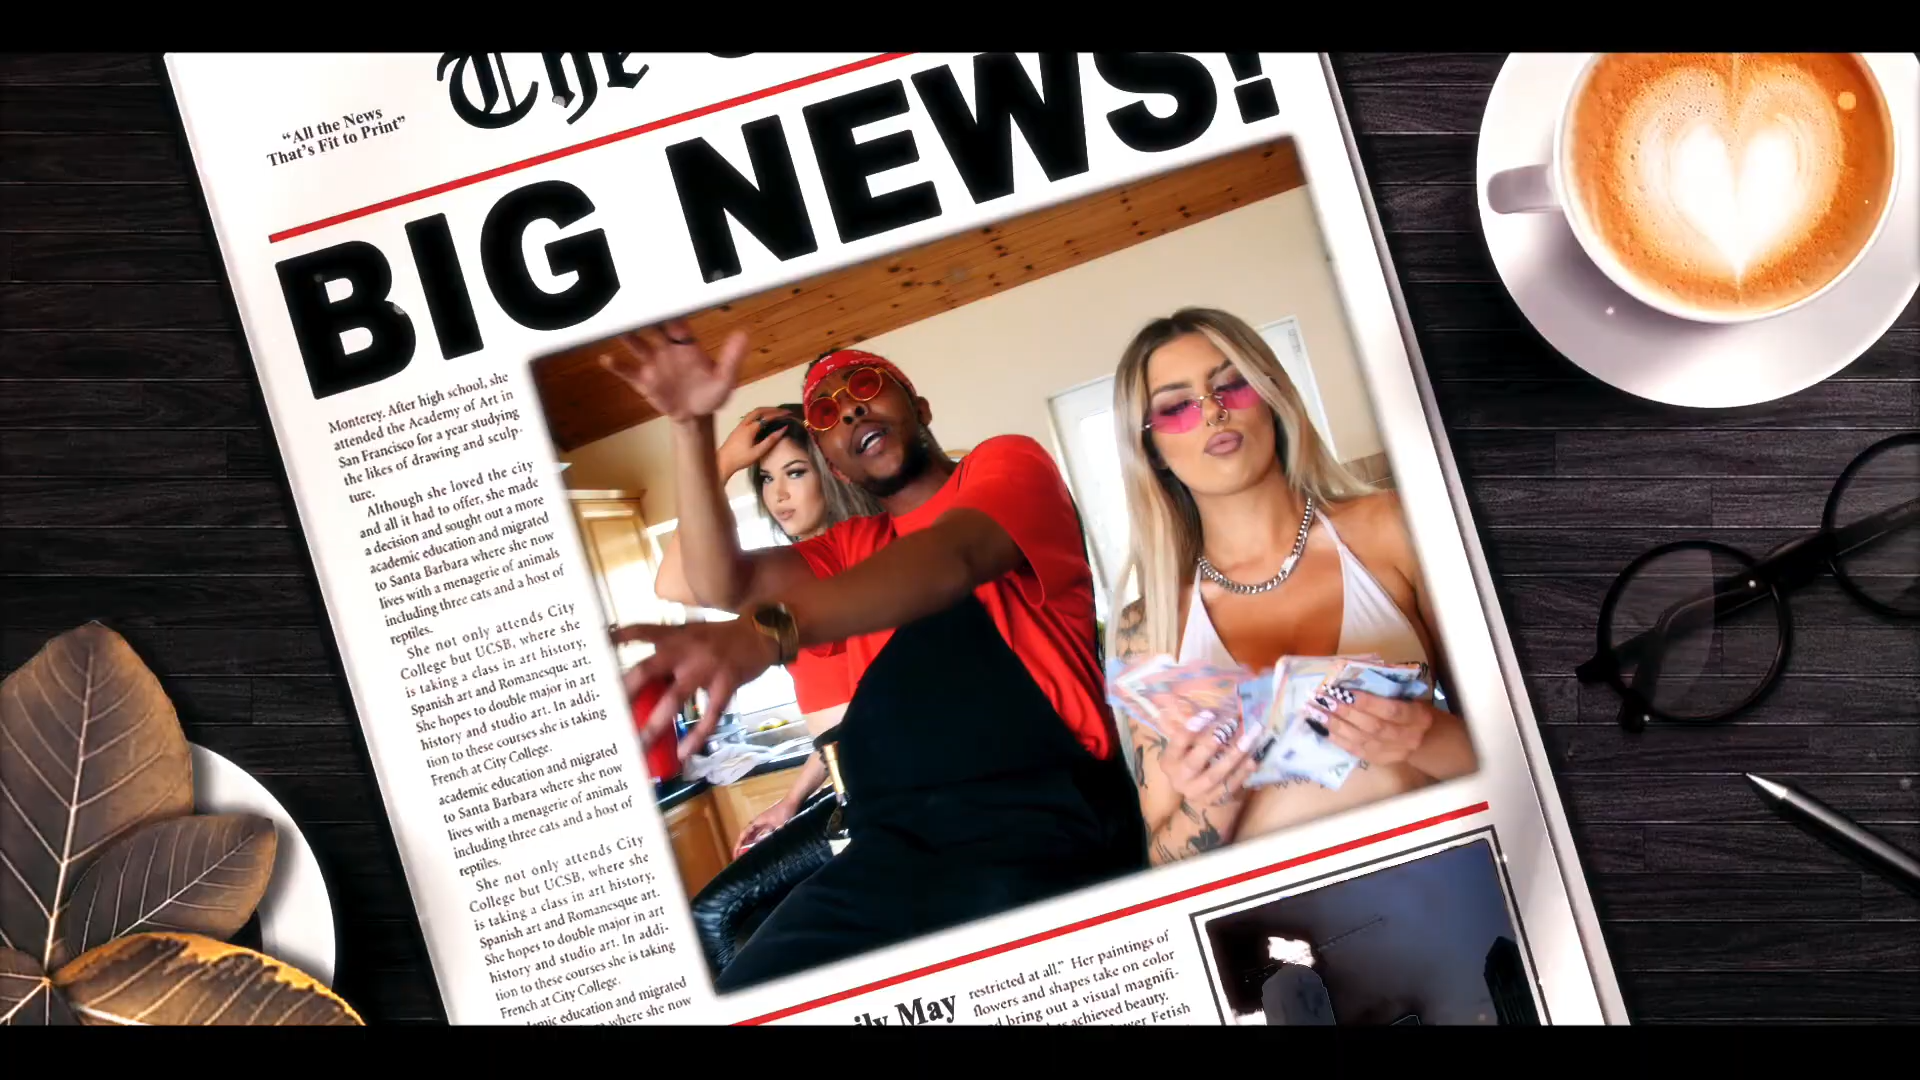 The
"All the News
That's Fit to Print"
BIG NEWS!
Monterey. After high school, she
attended the Academy of Art in
San Francisco for a year studying
the likes of drawing and sculp-
ture.
Although she loved the city
and all it had to offer, she made
a decision and sought out a more
academic education and migrated
to Santa Barbara where she now
lives with a menagerie of animals
including three cats and a host of
reptiles.
She not only attends City
College but UCSB, where she
is taking a class in art history,
Spanish art and Romanesque art.
She hopes to double major in art
history and studio art. In addi-
tion to these courses she is taking
French at City College.
academic education and migrated
to Santa Barbara where she now
lives with a menagerie of animals
including three cats and a host of
reptiles.
She not only attends City
College but UCSB, where she
is taking a class in art history,
Spanish art and Romanesque art.
She hopes to double major in art
history and studio art. In addi-
tion to these courses she is taking
French at City College.
education and migrated
where she now
May
restricted at all." Her paintings of
flowers and shapes take on color
bring out a visual magnifi-
achieved beauty.
Fetish